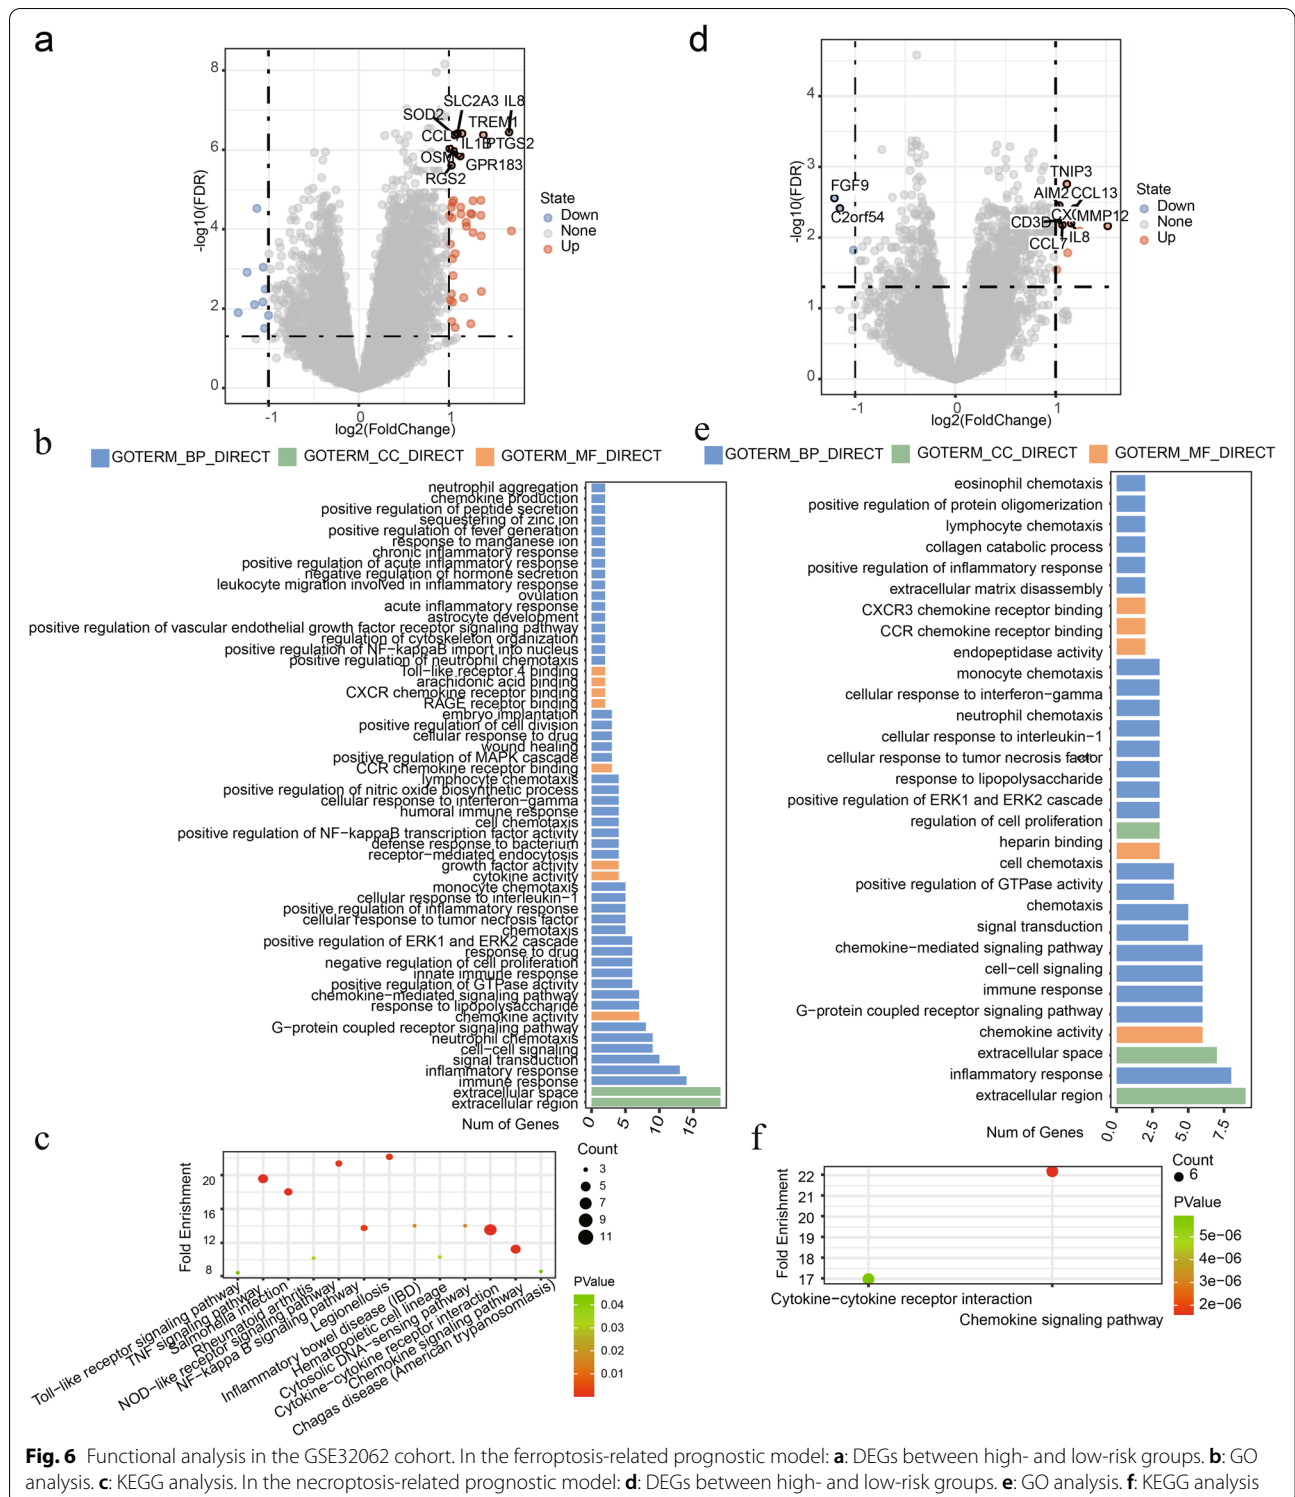 a
8
6
4
2
0
-log10(FDR)
-1
0
1
log2(FoldChange)
SLC2A3
IL8
SOD2
TREM1
IL1B
PTGS2
OSM
GPR183
RGS2
State
Down
None
Up
d
4
3
2
1
0
-log10(FDR)
-1
0
1
log2(FoldChange)
FGF9
C2orf54
TNIP3
AIM2
CCL13
MMP12
CD3D
CCL7
IL8
State
Down
None
Up
b
GOTERM_BP_DIRECT
GOTERM_CC_DIRECT
GOTERM_MF_DIRECT
neutrophil aggregation
chemokine production
positive regulation of peptide secretion
sequestering of zinc ion
positive regulation of fever generation
response to manganese ion
chronic inflammatory response
positive regulation of acute inflammatory response
negative regulation of hormone secretion
leukocyte migration involved in inflammatory response
ovulation
acute inflammatory response
astrocyte development
positive regulation of vascular endothelial growth factor receptor signaling pathway
regulation of cytoskeleton organization
positive regulation of NF−kappaB import into nucleus
positive regulation of neutrophil chemotaxis
Toll−like receptor 4 binding
arachidonic acid binding
CXCR chemokine receptor binding
RAGE receptor binding
embryo implantation
positive regulation of cell division
cellular response to drug
wound healing
positive regulation of MAPK cascade
CCR chemokine receptor binding
lymphocyte chemotaxis
positive regulation of nitric oxide biosynthetic process
cellular response to interferon−gamma
humoral immune response
cell chemotaxis
positive regulation of NF−kappaB transcription factor activity
defense response to bacterium
receptor−mediated endocytosis
growth factor activity
cytokine activity
monocyte chemotaxis
cellular response to interleukin−1
positive regulation of inflammatory response
cellular response to tumor necrosis factor
chemotaxis
positive regulation of ERK1 and ERK2 cascade
response to drug
negative regulation of cell proliferation
innate immune response
positive regulation of GTPase activity
chemokine−mediated signaling pathway
response to lipopolysaccharide
chemokine activity
G−protein coupled receptor signaling pathway
neutrophil chemotaxis
cell−cell signaling
signal transduction
inflammatory response
immune response
extracellular space
extracellular region
Num of Genes
0
5
10
15
e
GOTERM_BP_DIRECT
GOTERM_CC_DIRECT
GOTERM_MF_DIRECT
eosinophil chemotaxis
positive regulation of protein oligomerization
lymphocyte chemotaxis
collagen catabolic process
positive regulation of inflammatory response
extracellular matrix disassembly
CXCR3 chemokine receptor binding
CCR chemokine receptor binding
endopeptidase activity
monocyte chemotaxis
cellular response to interferon−gamma
neutrophil chemotaxis
cellular response to interleukin−1
cellular response to tumor necrosis factor
response to lipopolysaccharide
positive regulation of ERK1 and ERK2 cascade
regulation of cell proliferation
heparin binding
cell chemotaxis
positive regulation of GTPase activity
chemotaxis
signal transduction
chemokine−mediated signaling pathway
cell−cell signaling
immune response
G−protein coupled receptor signaling pathway
chemokine activity
extracellular space
inflammatory response
extracellular region
Num of Genes
0.0
2.5
5.0
7.5
c
Fold Enrishment
20
16
12
8
Toll−like receptor signaling pathway
TNF signaling pathway
Salmonella infection
Rheumatoid arthritis
NOD−like receptor signaling pathway
NF−kappa B signaling pathway
Legionellosis
Inflammatory bowel disease (IBD)
Hematopoietic cell lineage
Cytosolic DNA−sensing pathway
Cytokine−cytokine receptor interaction
Chemokine signaling pathway
Chagas disease (American trypanosomiasis)
Count
3
5
7
9
11
PValue
0.04
0.03
0.02
0.01
f
Fold Enrishment
22
21
20
19
18
17
Cytokine−cytokine receptor interaction
Chemokine signaling pathway
Count
6
PValue
5e−06
4e−06
3e−06
2e−06
Fig. 6 Functional analysis in the GSE32062 cohort. In the ferroptosis-related prognostic model: a: DEGs between high- and low-risk groups. b: GO
analysis. c: KEGG analysis. In the necroptosis-related prognostic model: d: DEGs between high- and low-risk groups. e: GO analysis. f: KEGG analysis